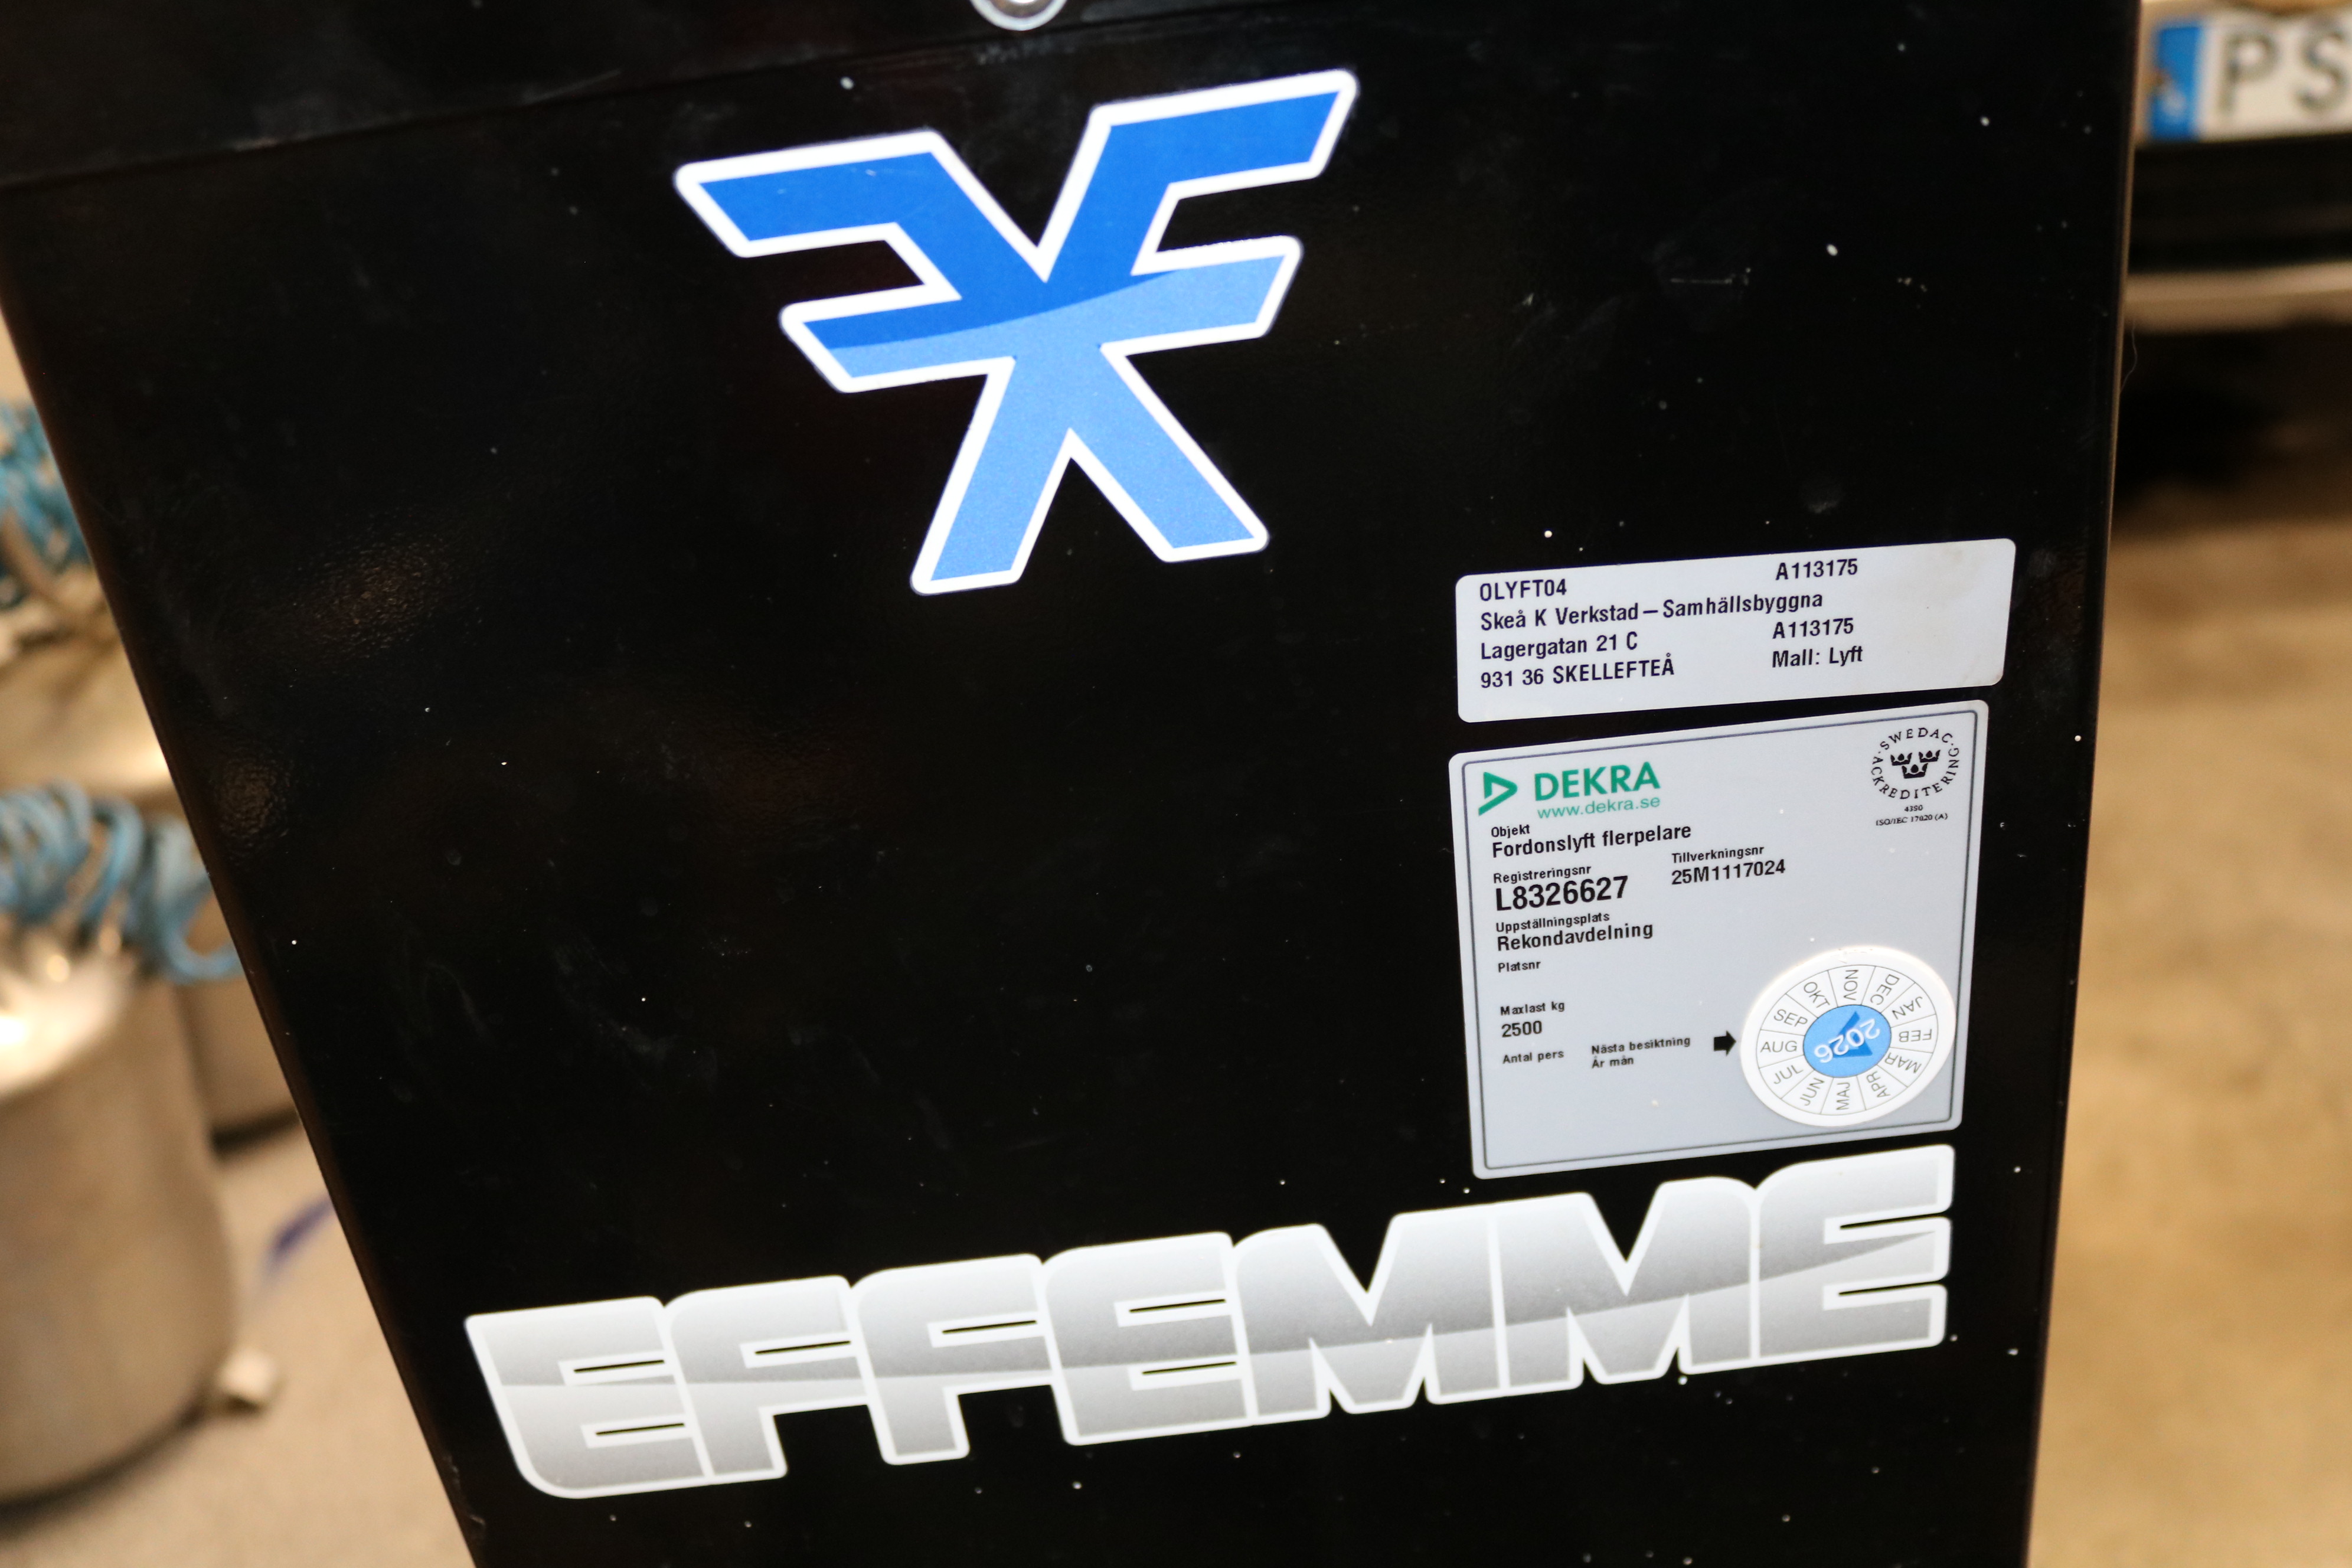 PS
OLYFT04 A113175
Skeå K Verkstad – Samhällsbyggna
Lagergatan 21 C A113175
931 36 SKELLEFTEÅ Mall: Lyft
DEKRA
www.dekra.se
SWEDAC ACKREDITERING
4350
ISO/IEC 17020 (A)
Objekt
Fordonslyft flerpelare
Registreringsnr Tillverkningsnr
L8326627 25M1117024
Uppställningsplats
Rekondavdelning
Platsnr
Maxlast kg
2500
Antal pers Nästa besiktning
År mån
JAN FEB MAR APR MAJ JUN JUL AUG SEP OKT NOV DEC
2026
EFFEMME